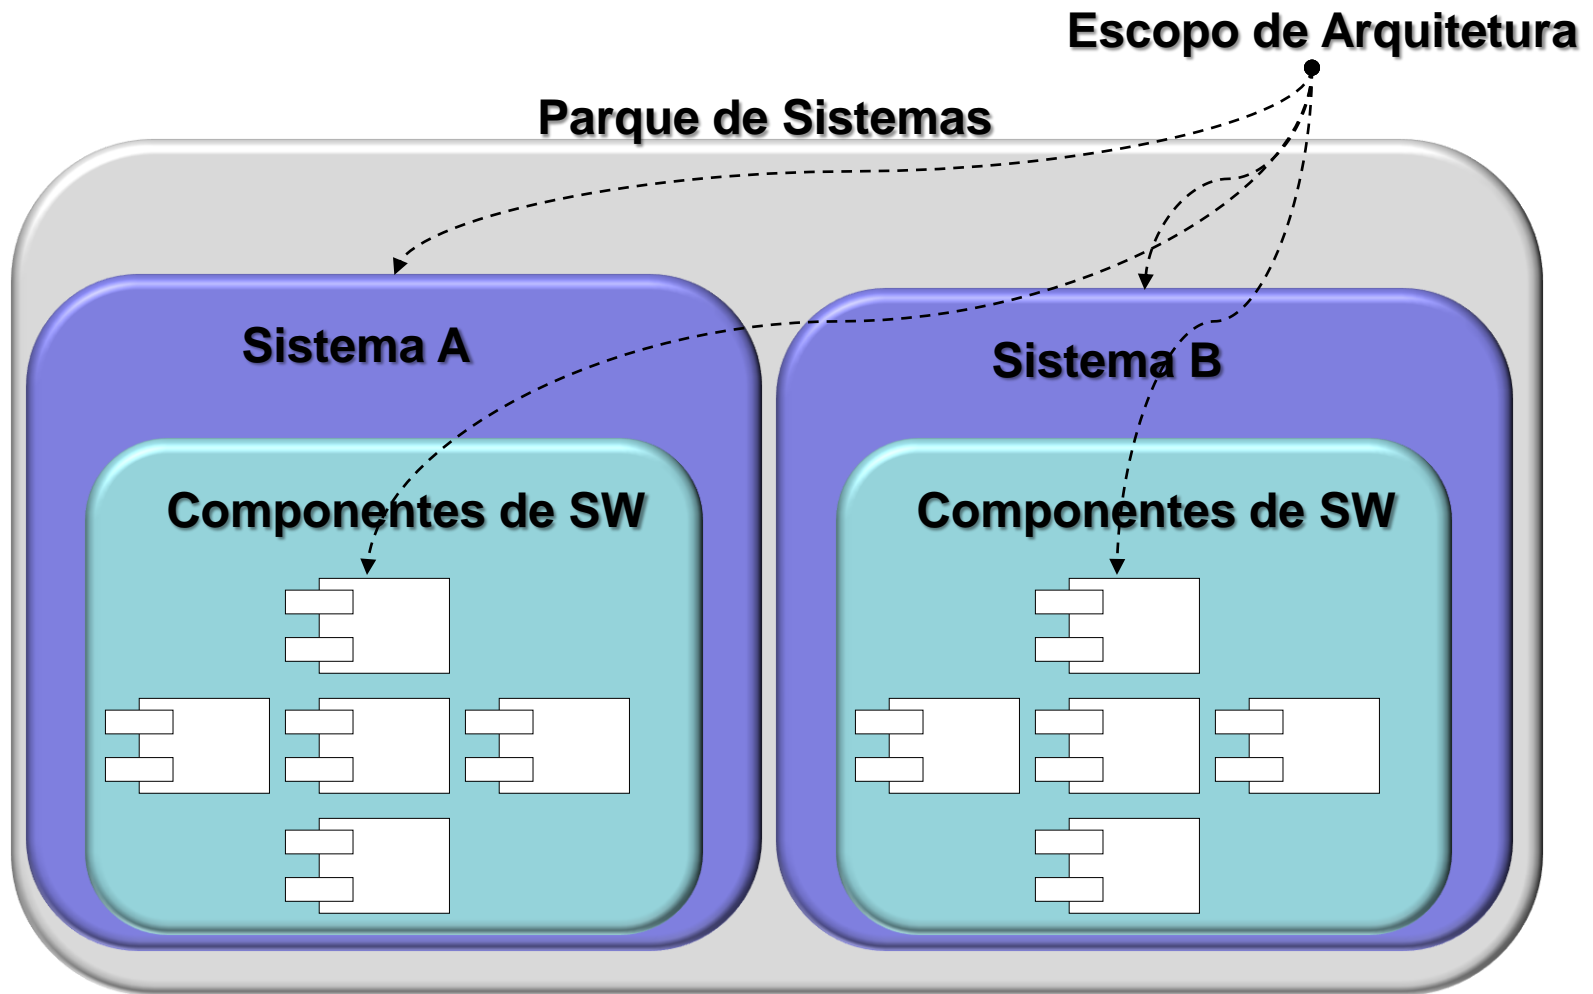 Escopo de Arquitetura
Parque de Sistemas
Sistema A
Sistema B
Componentes de SW
Componentes de SW